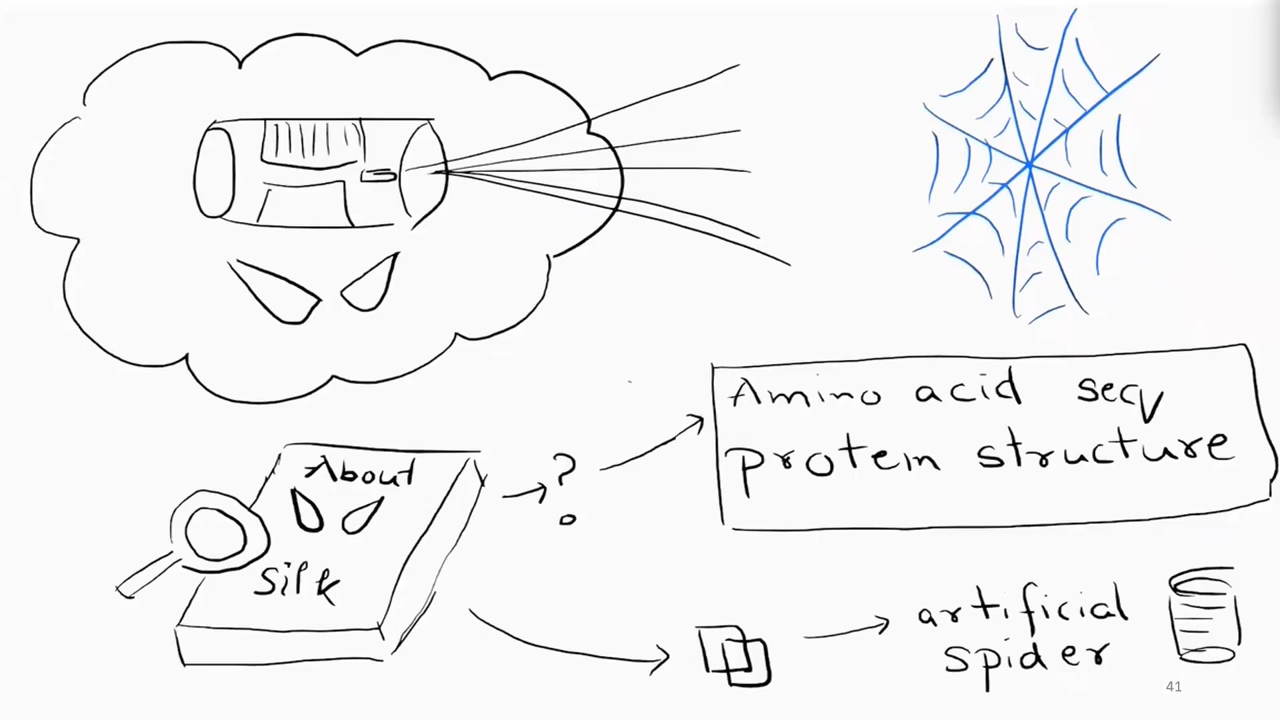 Amino acid seq
protein structure
About
Silk
?
artificial
spider
41